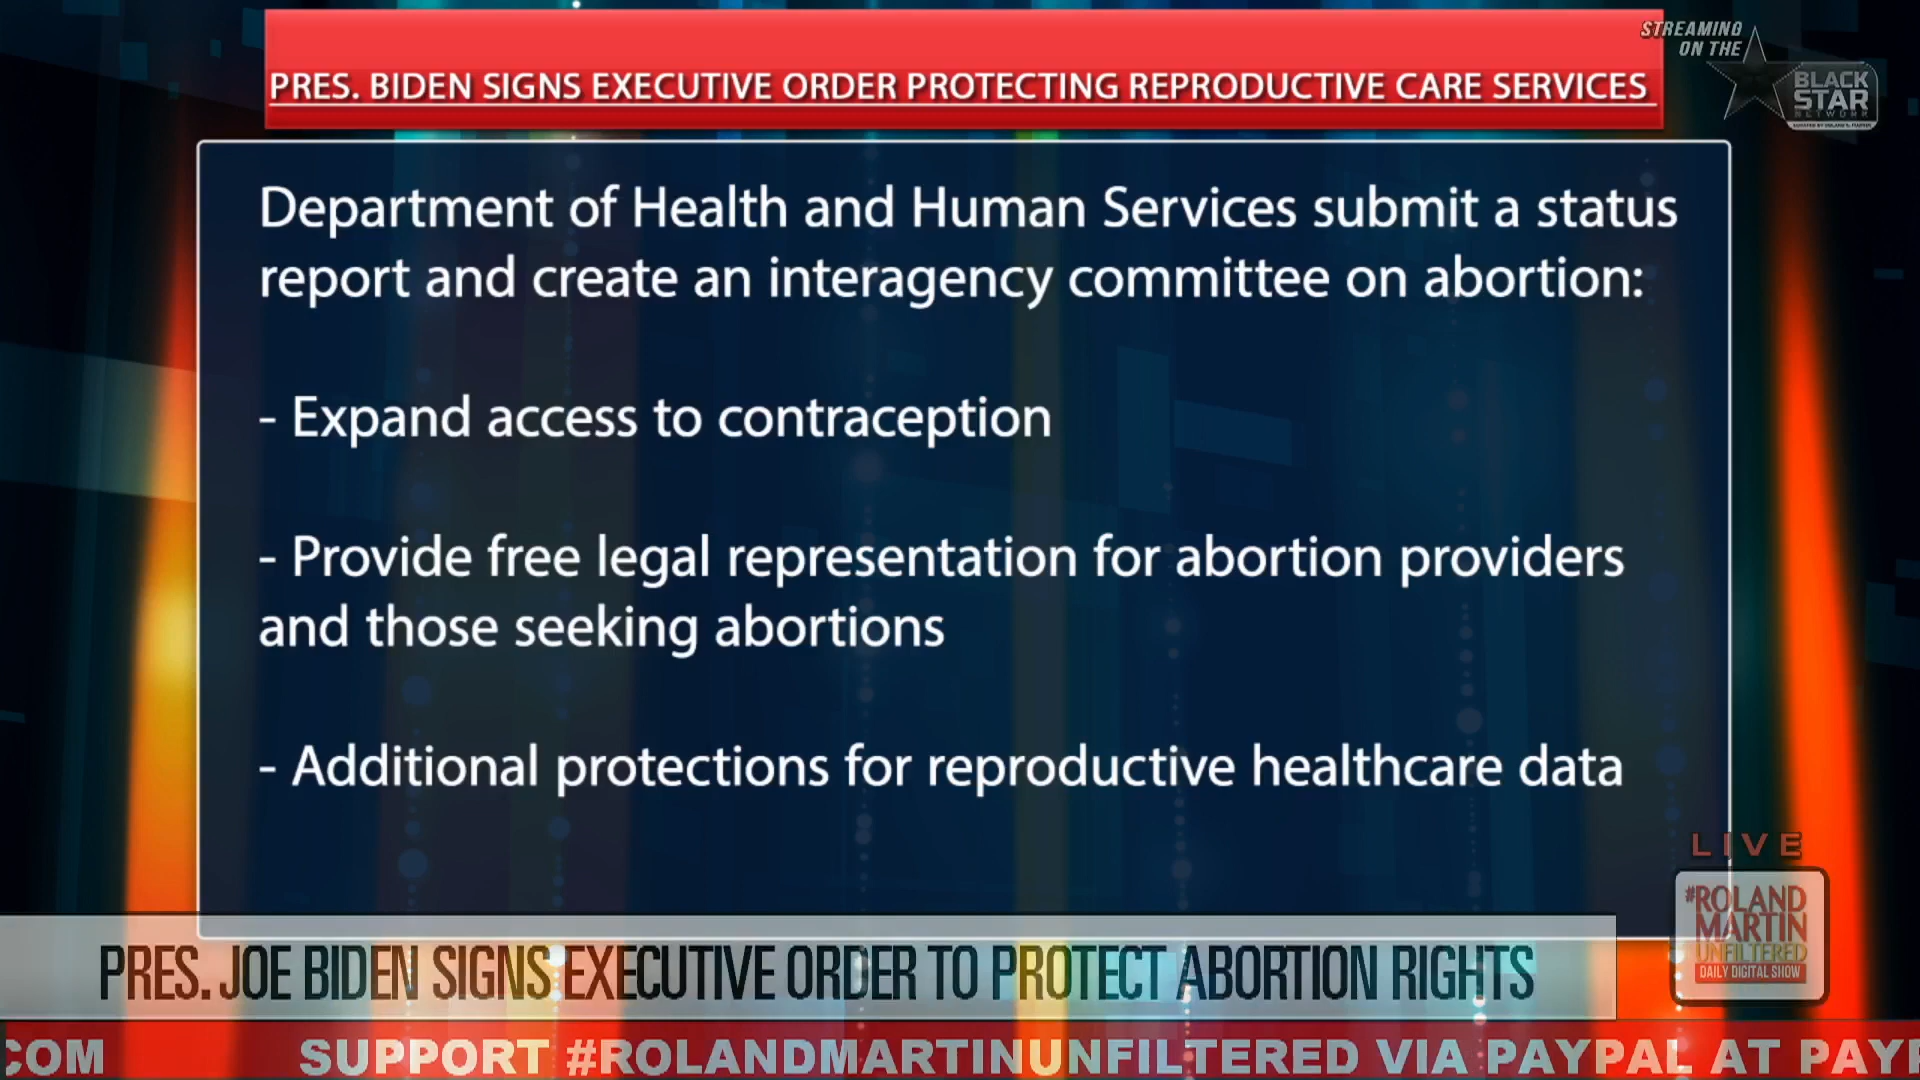 STREAMING
ON THE
BLACK
STAR
NETWORK
PRES. BIDEN SIGNS EXECUTIVE ORDER PROTECTING REPRODUCTIVE CARE SERVICES
Department of Health and Human Services submit a status
report and create an interagency committee on abortion:
- Expand access to contraception
- Provide free legal representation for abortion providers
and those seeking abortions
- Additional protections for reproductive healthcare data
LIVE
#ROLAND
MARTIN
UNFILTERED
DAILY DIGITAL SHOW
PRES. JOE BIDEN SIGNS EXECUTIVE ORDER TO PROTECT ABORTION RIGHTS
COM SUPPORT #ROLANDMARTINUNFILTERED VIA PAYPAL AT PAYP